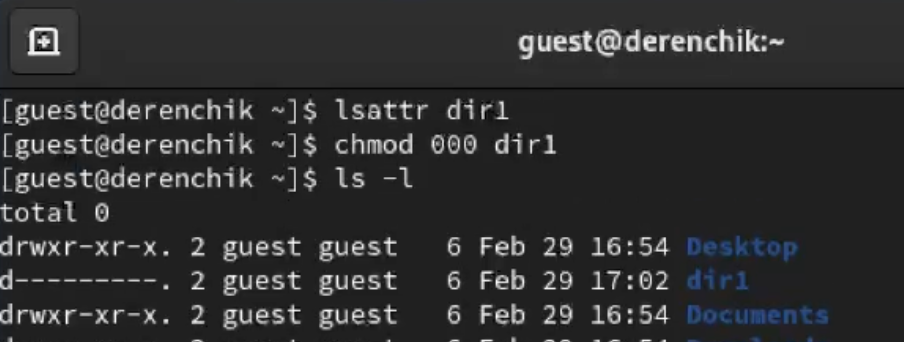 guest@derenchik:~
[guest@derenchik ~]$ lsattr dir1
[guest@derenchik ~]$ chmod 000 dir1
[guest@derenchik ~]$ ls -l
total 0
drwxr-xr-x. 2 guest guest   6 Feb 29 16:54 Desktop
d---------. 2 guest guest   6 Feb 29 17:02 dir1
drwxr-xr-x. 2 guest guest   6 Feb 29 16:54 Documents